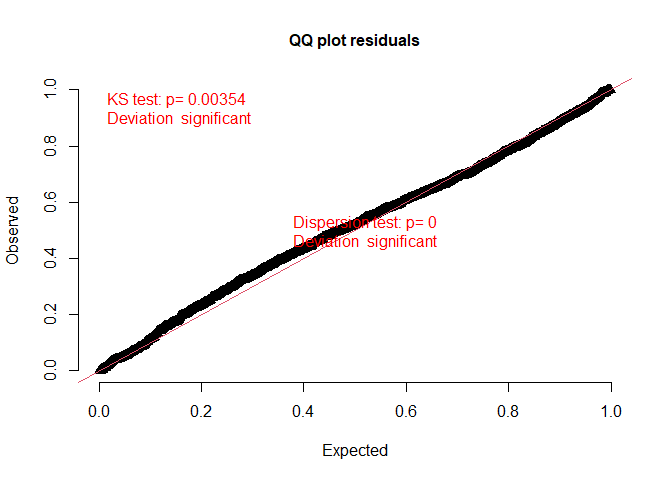 QQ plot residuals
KS test: p= 0.00354
Deviation significant
Dispersion test: p= 0
Deviation significant
Observed
0.0 0.2 0.4 0.6 0.8 1.0
0.0 0.2 0.4 0.6 0.8 1.0
Expected